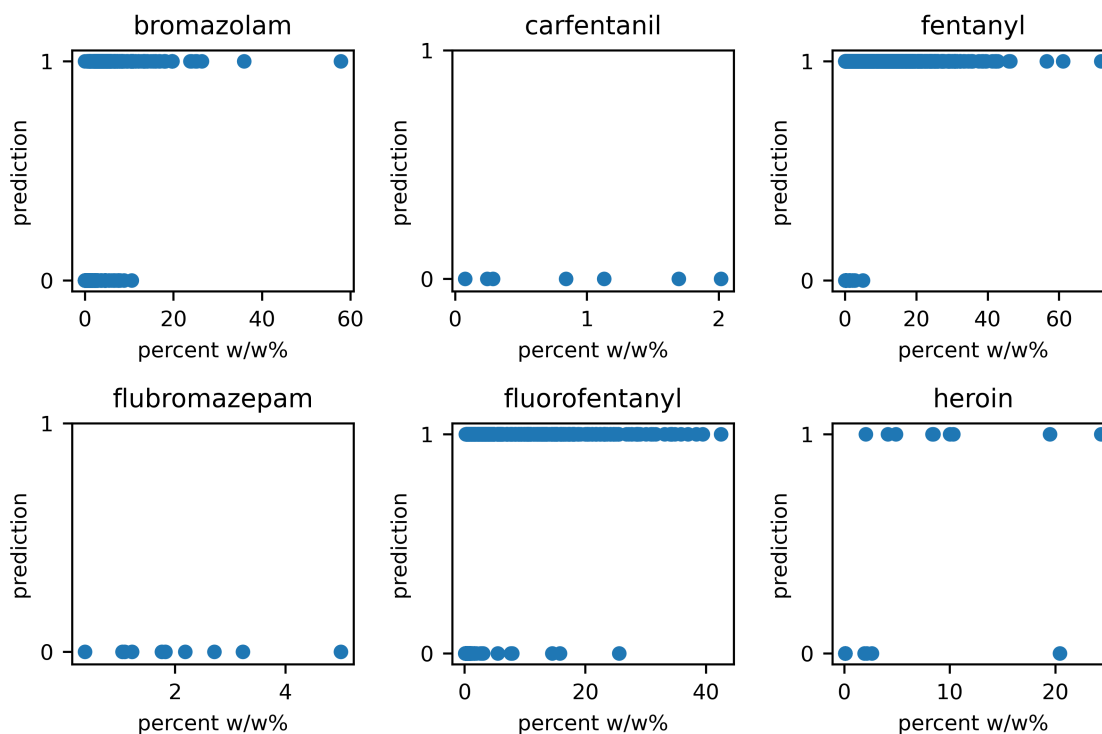 bromazolam
carfentanil
fentanyl
1
0
prediction
0 20 40 60
percent w/w%
1
0
prediction
0 1 2
percent w/w%
1
0
prediction
0 20 40 60
percent w/w%
flubromazepam
fluorofentanyl
heroin
1
0
prediction
2 4
percent w/w%
1
0
prediction
0 20 40
percent w/w%
1
0
prediction
0 10 20
percent w/w%